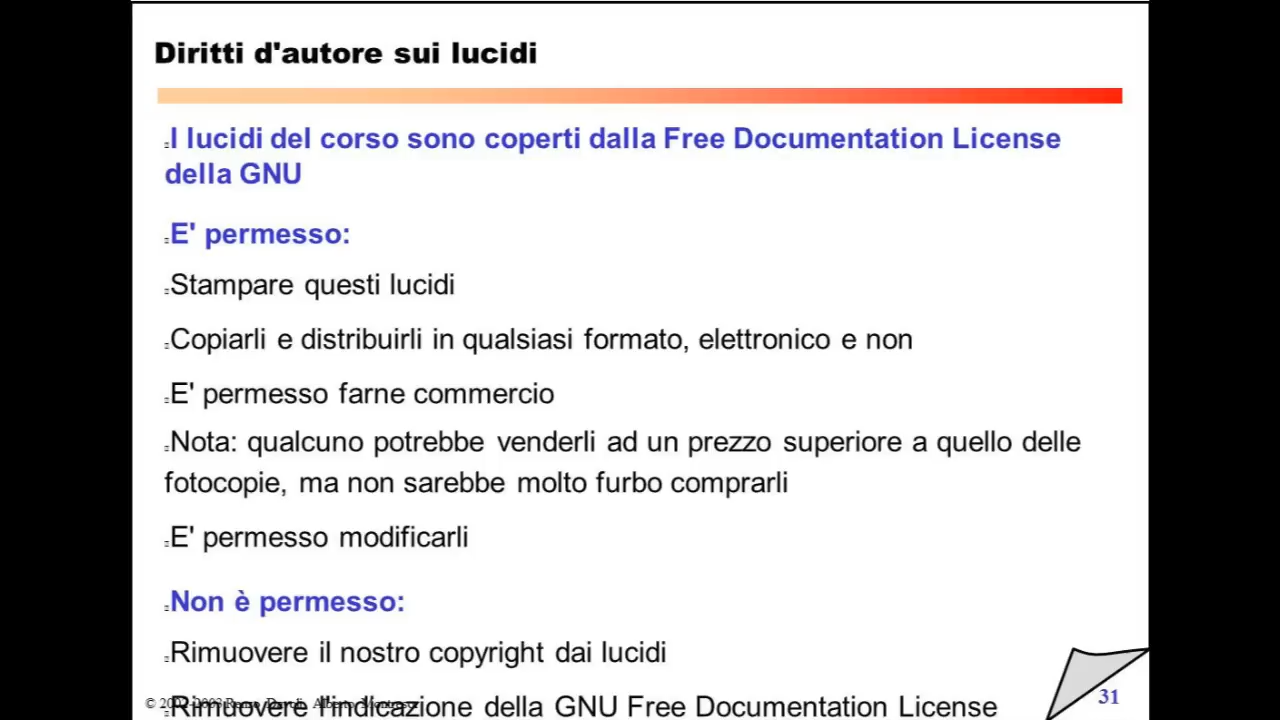 Diritti d'autore sui lucidi
I lucidi del corso sono coperti dalla Free Documentation License
della GNU
E' permesso:
Stampare questi lucidi
Copiarli e distribuirli in qualsiasi formato, elettronico e non
E' permesso farne commercio
Nota: qualcuno potrebbe venderli ad un prezzo superiore a quello delle
fotocopie, ma non sarebbe molto furbo comprarli
E' permesso modificarli
Non è permesso:
Rimuovere il nostro copyright dai lucidi
Rimuovere l'indicazione della GNU Free Documentation License
31